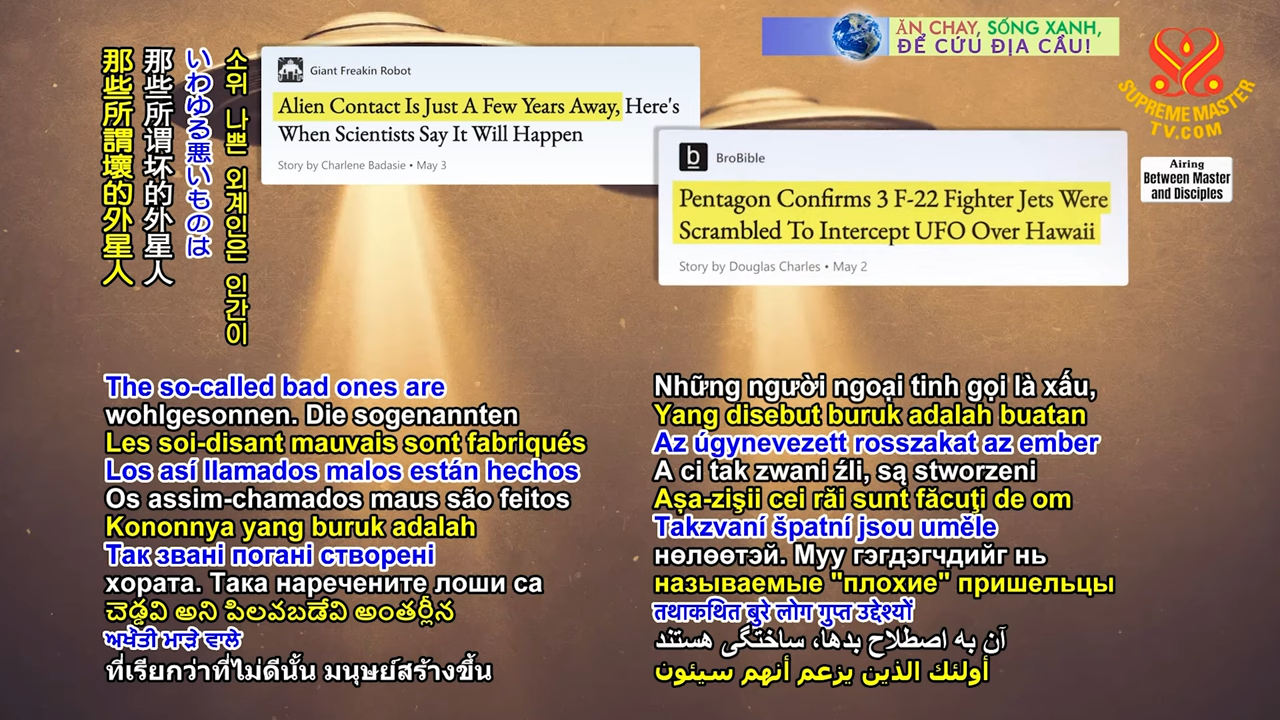 ĂN CHAY, SỐNG XANH,
ĐỂ CỨU ĐỊA CẦU!
SUPREME MASTER
TV.COM
Airing
Between Master
and Disciples
那些所謂壞的外星人
那些所谓坏的外星人
いわゆる悪いものは
소위 나쁜 외계인은 인간이
Giant Freakin Robot
Alien Contact Is Just A Few Years Away, Here's
When Scientists Say It Will Happen
Story by Charlene Badasie • May 3
b BroBible
Pentagon Confirms 3 F-22 Fighter Jets Were
Scrambled To Intercept UFO Over Hawaii
Story by Douglas Charles • May 2
The so-called bad ones are
wohlgesonnen. Die sogenannten
Les soi-disant mauvais sont fabriqués
Los así llamados malos están hechos
Os assim-chamados maus são feitos
Kononnya yang buruk adalah
Так звані погані створені
хората. Така наречените лоши са
చెడ్డవి అని పిలవబడేవి అంతర్లీన
ਅਖੌਤੀ ਮਾੜੇ ਵਾਲੇ
ที่เรียกว่าที่ไม่ดีนั้น มนุษย์สร้างขึ้น
Những người ngoại tinh gọi là xấu,
Yang disebut buruk adalah buatan
Az úgynevezett rosszakat az ember
A ci tak zwani źli, są stworzeni
Așa-zişii cei răi sunt făcuţi de om
Takzvaní špatní jsou uměle
нөлөөтэй. Муу гэгдэгчдийг нь
называемые "плохие" пришельцы
तथाकथित बुरे लोग गुप्त उद्देश्यों
آن به اصطلاح بدها، ساختگی هستند
أولئك الذين يزعم أنهم سيئون